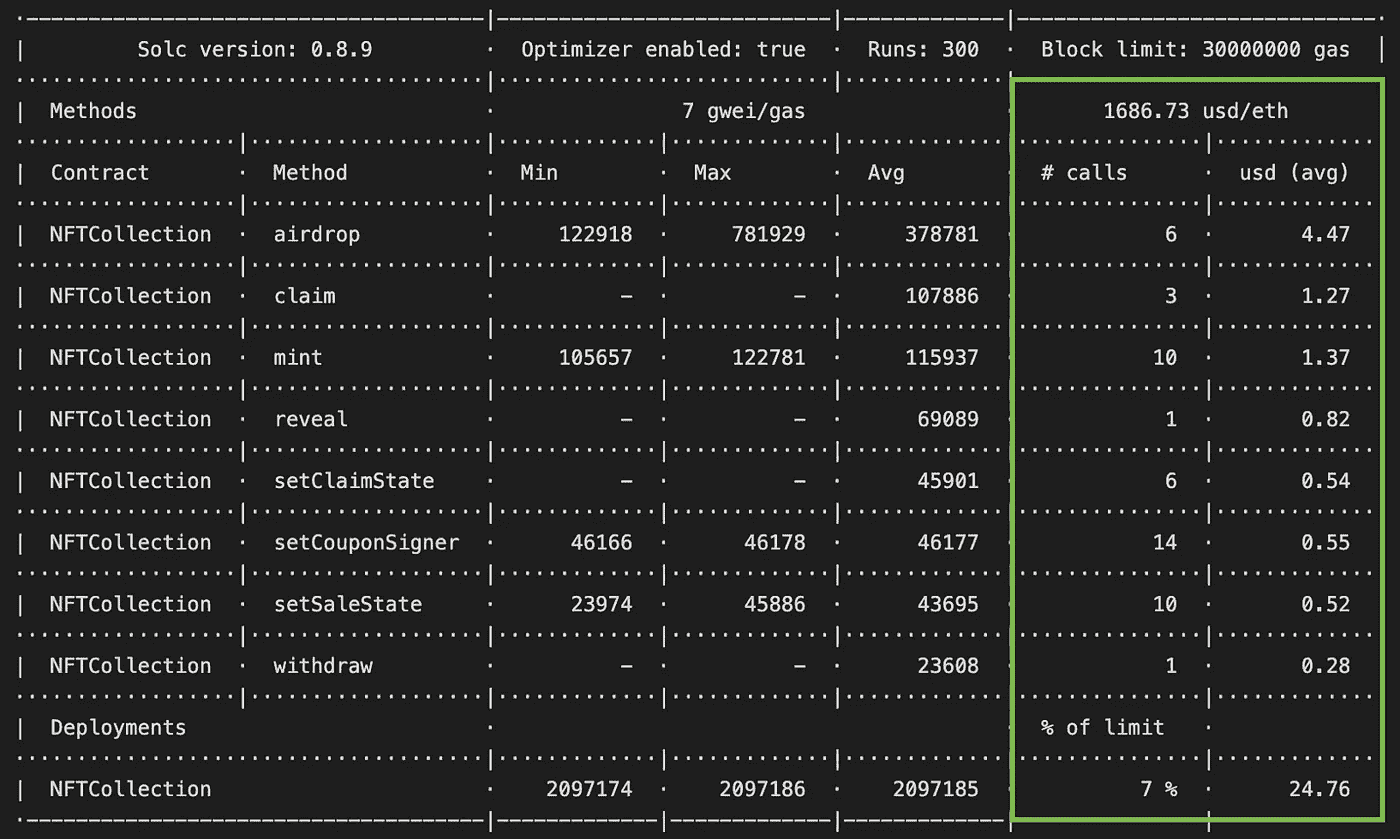 Solc version: 0.8.9 · Optimizer enabled: true · Runs: 300 · Block limit: 30000000 gas
Methods · 7 gwei/gas · 1686.73 usd/eth
Contract · Method · Min · Max · Avg · # calls · usd (avg)
NFTCollection · airdrop · 122918 · 781929 · 378781 · 6 · 4.47
NFTCollection · claim · – · – · 107886 · 3 · 1.27
NFTCollection · mint · 105657 · 122781 · 115937 · 10 · 1.37
NFTCollection · reveal · – · – · 69089 · 1 · 0.82
NFTCollection · setClaimState · – · – · 45901 · 6 · 0.54
NFTCollection · setCouponSigner · 46166 · 46178 · 46177 · 14 · 0.55
NFTCollection · setSaleState · 23974 · 45886 · 43695 · 10 · 0.52
NFTCollection · withdraw · – · – · 23608 · 1 · 0.28
Deployments · % of limit ·
NFTCollection · 2097174 · 2097186 · 2097185 · 7 % · 24.76